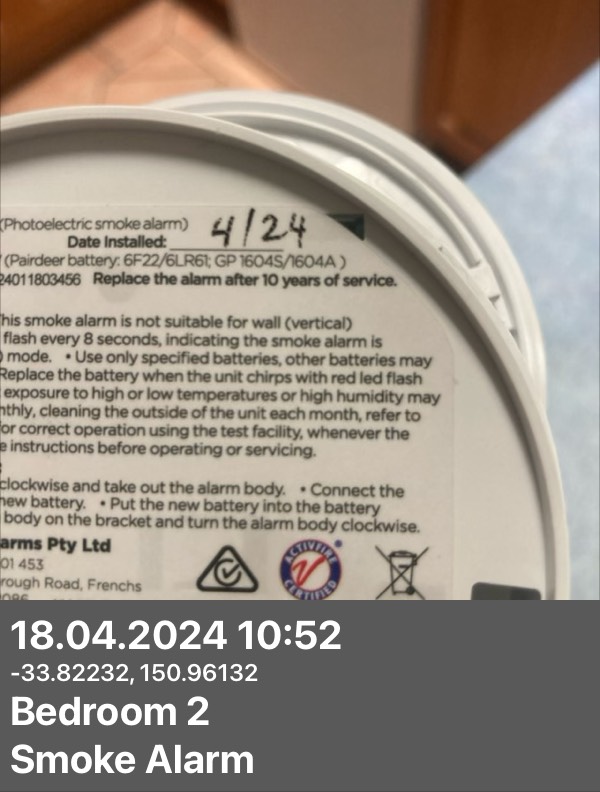 (Photoelectric smoke alarm) 4/24
Date Installed:
(Pairdeer battery: 6F22/6LR61; GP 1604S/1604A )
24011803456 Replace the alarm after 10 years of service.
his smoke alarm is not suitable for wall (vertical)
flash every 8 seconds, indicating the smoke alarm is
) mode. • Use only specified batteries, other batteries may
Replace the battery when the unit chirps with red led flash
exposure to high or low temperatures or high humidity may
nthly, cleaning the outside of the unit each month, refer to
or correct operation using the test facility, whenever the
e instructions before operating or servicing.
clockwise and take out the alarm body. • Connect the
new battery. • Put the new battery into the battery
body on the bracket and turn the alarm body clockwise.
arms Pty Ltd
01 453
rough Road, Frenchs
ACTIVFIRE
CERTIFIED
18.04.2024 10:52
-33.82232, 150.96132
Bedroom 2
Smoke Alarm